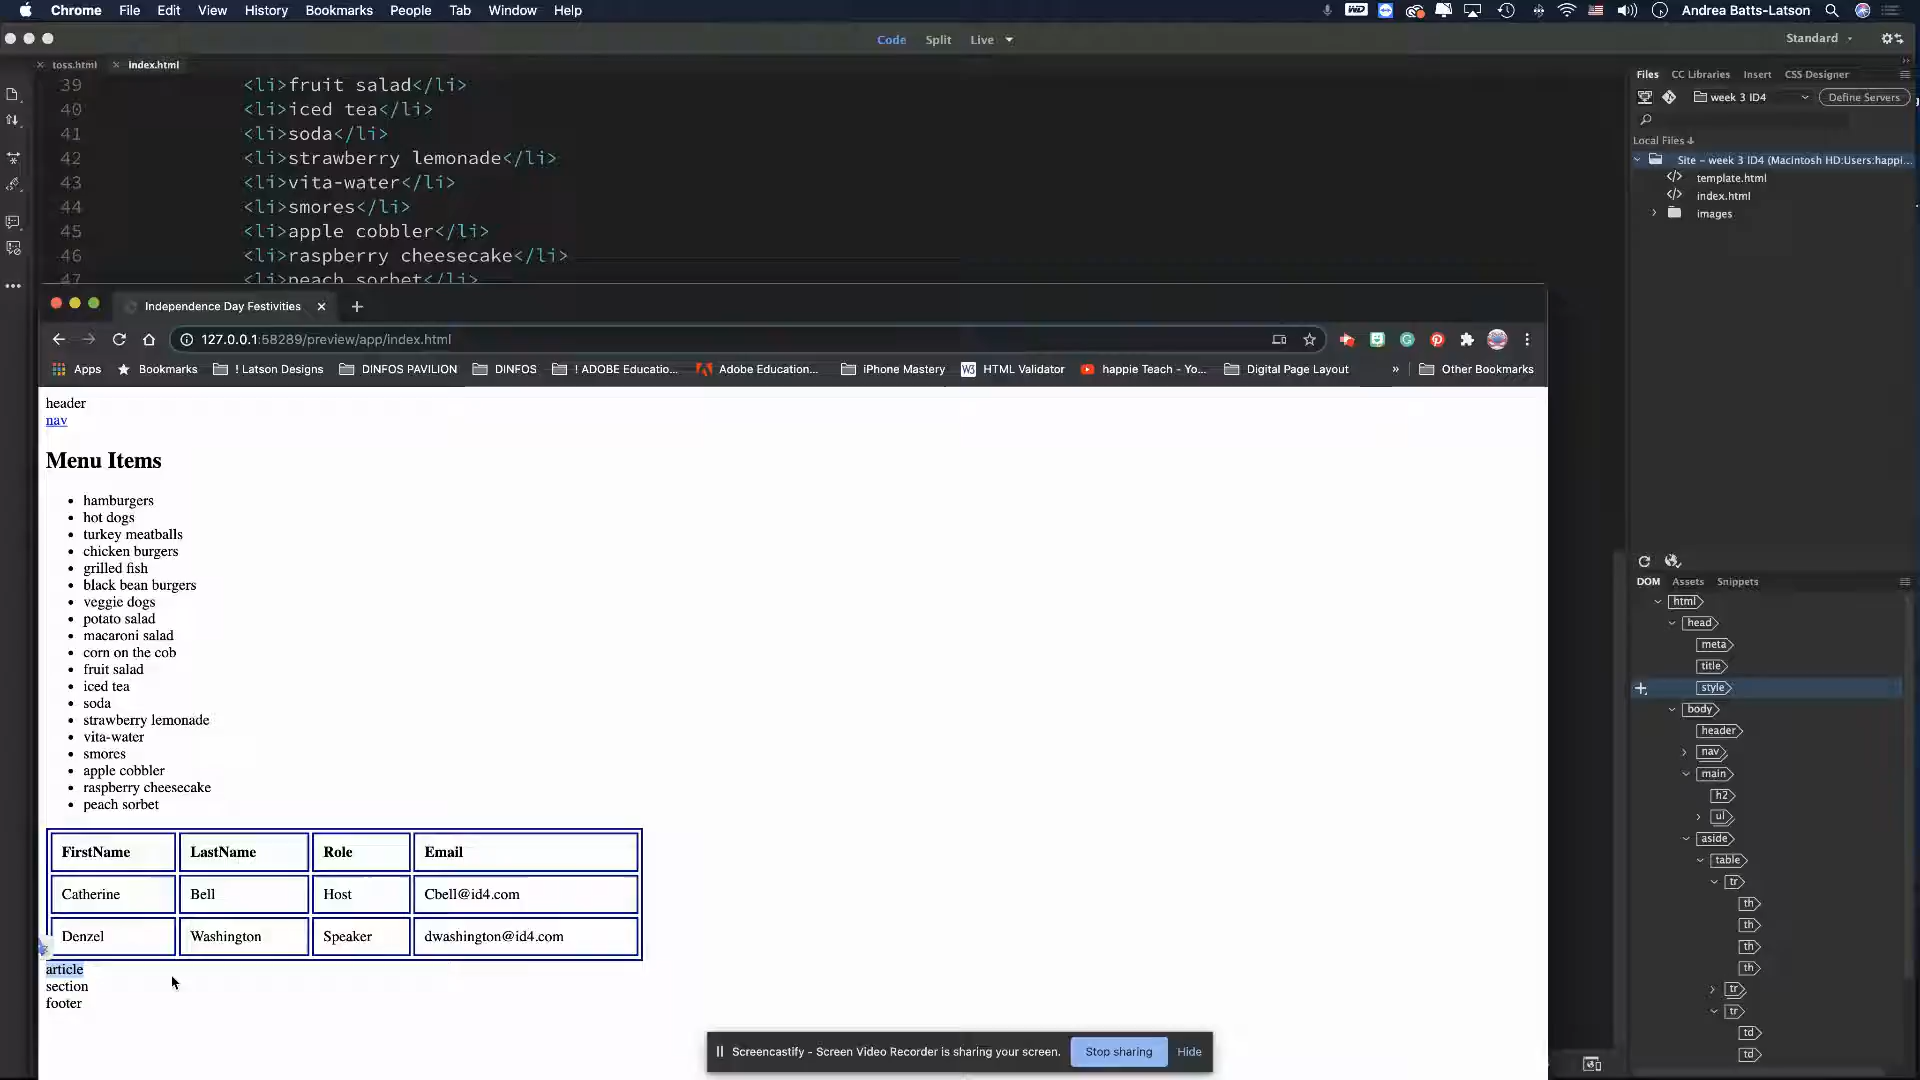 Chrome File Edit View History Bookmarks People Tab Window Help
Andrea Batts-Latson
Code Split Live
Standard
toss.html index.html
39 <li>fruit salad</li>
40 <li>iced tea</li>
41 <li>soda</li>
42 <li>strawberry lemonade</li>
43 <li>vita-water</li>
44 <li>smores</li>
45 <li>apple cobbler</li>
46 <li>raspberry cheesecake</li>
47 <li>peach sorbet</li>
Independence Day Festivities
127.0.0.1:58289/preview/app/index.html
Apps Bookmarks ! Latson Designs DINFOS PAVILION DINFOS ! ADOBE Educatio... Adobe Education... iPhone Mastery HTML Validator happie Teach - Yo... Digital Page Layout » Other Bookmarks
header
nav
Menu Items
• hamburgers
• hot dogs
• turkey meatballs
• chicken burgers
• grilled fish
• black bean burgers
• veggie dogs
• potato salad
• macaroni salad
• corn on the cob
• fruit salad
• iced tea
• soda
• strawberry lemonade
• vita-water
• smores
• apple cobbler
• raspberry cheesecake
• peach sorbet
FirstName LastName Role Email
Catherine Bell Host Cbell@id4.com
Denzel Washington Speaker dwashington@id4.com
article
section
footer
Screencastify - Screen Video Recorder is sharing your screen. Stop sharing Hide
Files CC Libraries Insert CSS Designer
week 3 ID4 Define Servers
Local Files
Site - week 3 ID4 (Macintosh HD:Users:happi...
template.html
index.html
images
DOM Assets Snippets
html
head
meta
title
style
body
header
nav
main
h2
ul
aside
table
tr
th
th
th
th
tr
tr
td
td